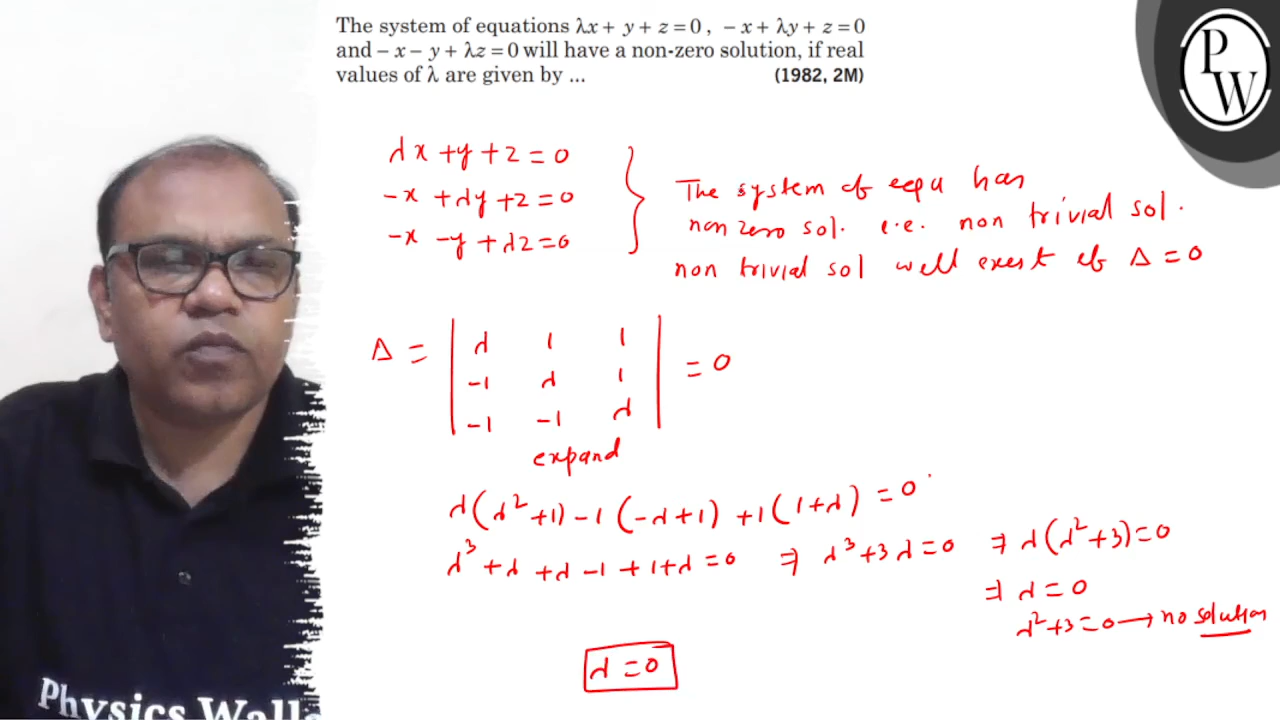 The system of equations λx + y + z = 0, − x + λy + z = 0
and − x − y + λz = 0 will have a non-zero solution, if real
values of λ are given by ... (1982, 2M)
P
W
λx + y + z = 0
-x + λy + z = 0
-x - y + λz = 0
The system of equ has
non zero sol. i.e. non trivial sol.
non trivial sol will exist if Δ = 0
Δ = | λ 1 1 |
| -1 λ 1 | = 0
| -1 -1 λ |
expand
λ(λ² + 1) - 1(-λ + 1) + 1(1 + λ) = 0
λ³ + λ + λ - 1 + 1 + λ = 0 ⇒ λ³ + 3λ = 0 ⇒ λ(λ² + 3) = 0
⇒ λ = 0
λ² + 3 = 0 → no solution
λ = 0
Physics Walla